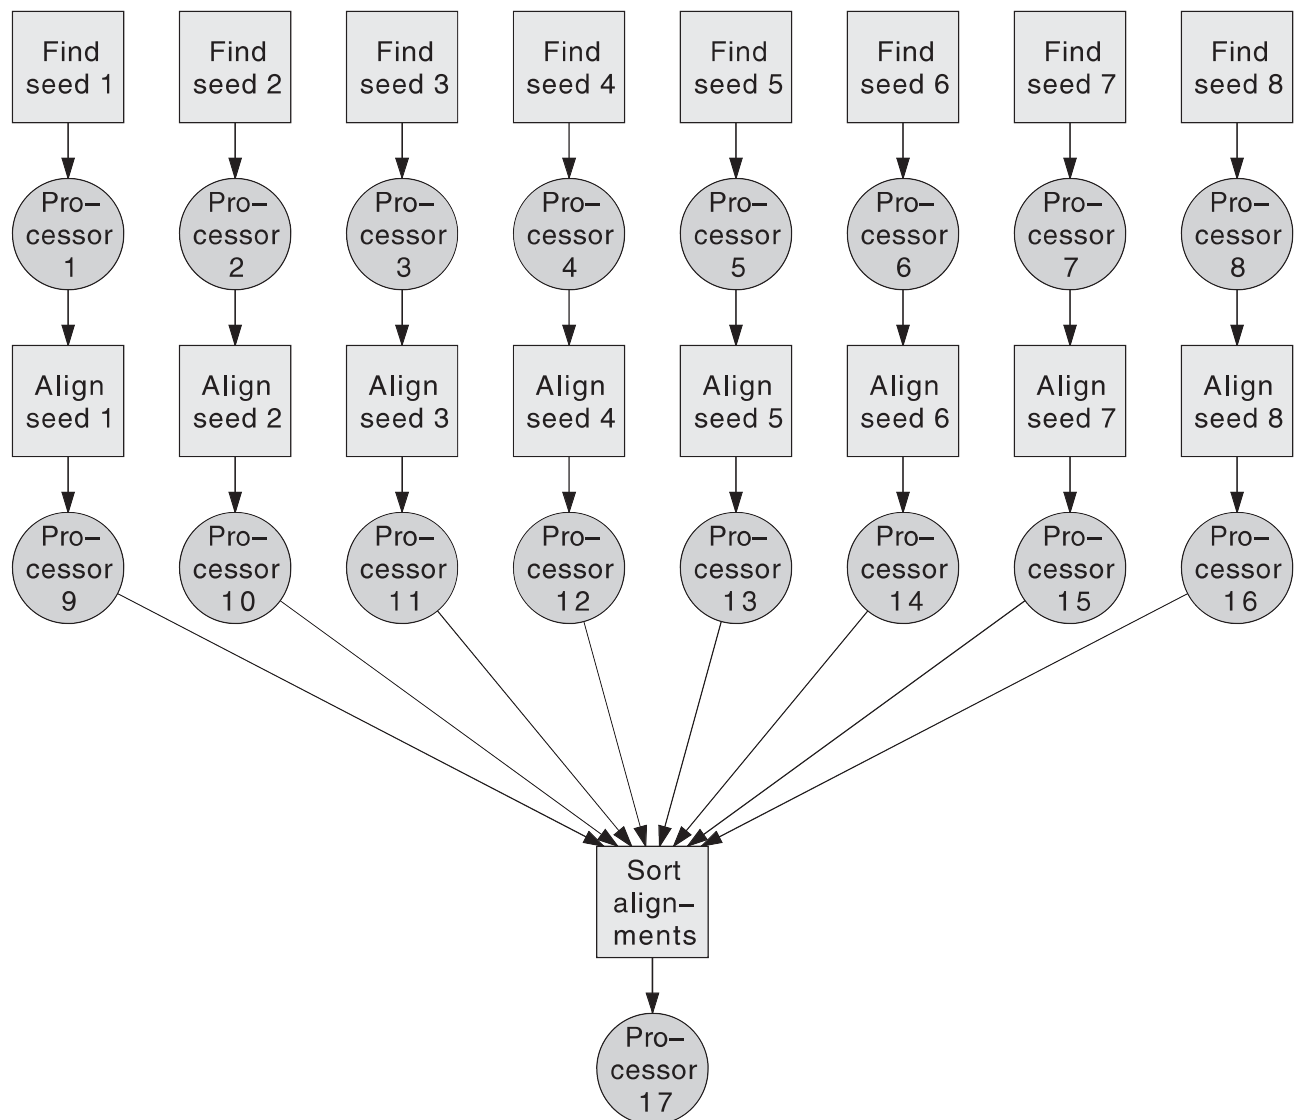 Find
seed 1
Find
seed 2
Find
seed 3
Find
seed 4
Find
seed 5
Find
seed 6
Find
seed 7
Find
seed 8
Pro–
cessor
1
Pro–
cessor
2
Pro–
cessor
3
Pro–
cessor
4
Pro–
cessor
5
Pro–
cessor
6
Pro–
cessor
7
Pro–
cessor
8
Align
seed 1
Align
seed 2
Align
seed 3
Align
seed 4
Align
seed 5
Align
seed 6
Align
seed 7
Align
seed 8
Pro–
cessor
9
Pro–
cessor
10
Pro–
cessor
11
Pro–
cessor
12
Pro–
cessor
13
Pro–
cessor
14
Pro–
cessor
15
Pro–
cessor
16
Sort
align–
ments
Pro–
cessor
17